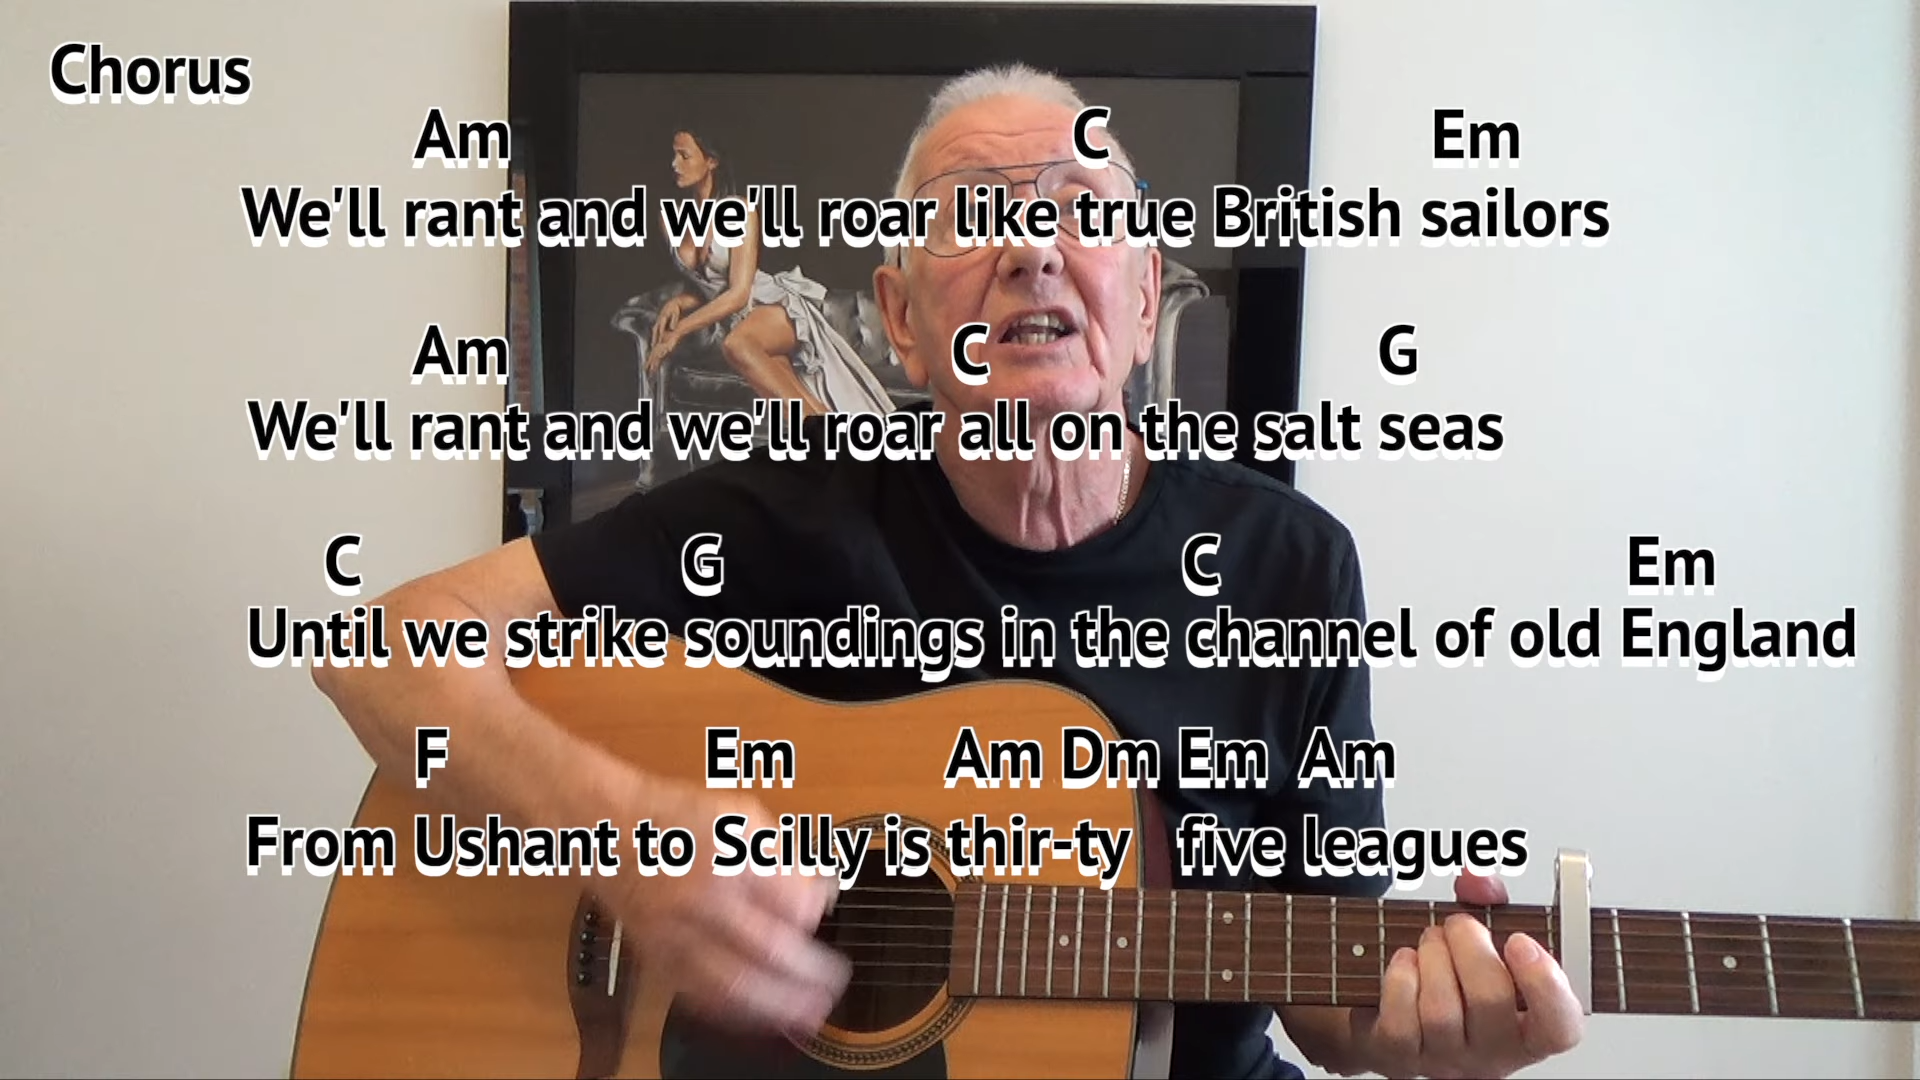 Chorus
Am C Em
We'll rant and we'll roar like true British sailors
Am C G
We'll rant and we'll roar all on the salt seas
C G C Em
Until we strike soundings in the channel of old England
F Em Am Dm Em Am
From Ushant to Scilly is thir-ty five leagues